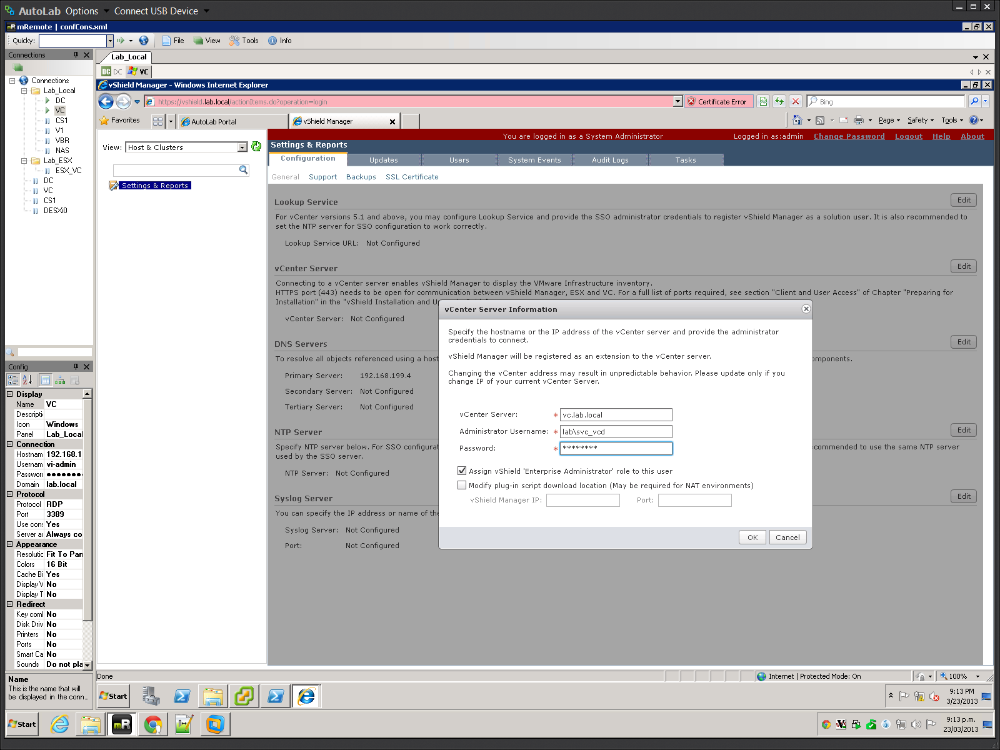 AutoLab Options Connect USB Device
mRemote | confCons.xml
Quicky: File View Tools Info
Connections
Lab_Local
DC VC
Connections
Lab_Local
DC
VC
CS1
V1
VBR
NAS
Lab_ESX
ESX_VC
DC
VC
CS1
DESXi0
Config
Display
Name VC
Descripti
Icon Windows
Panel Lab_Local
Connection
Hostnam 192.168.1
Usernam vi-admin
Password ●●●●●●●●
Domain lab.local
Protocol
Protocol RDP
Port 3389
Use cons Yes
Server au Always co
Appearance
Resolutic Fit To Pan
Colors 16 Bit
Cache Bi Yes
Display V No
Display T No
Redirect
Key coml No
Disk Driv No
Printers No
Ports No
Smart Ca No
Sounds Do not pla
Name
This is the name that will
be displayed in the conn...
vShield Manager - Windows Internet Explorer
https://vshield.lab.local/actionItems.do?operation=login Certificate Error Bing
Favorites AutoLab Portal vShield Manager Page Safety Tools
View: Host & Clusters
Settings & Reports
You are logged in as a System Administrator Logged in as:admin Change Password Logout Help About
Settings & Reports
Configuration Updates Users System Events Audit Logs Tasks
General Support Backups SSL Certificate
Lookup Service Edit
For vCenter versions 5.1 and above, you may configure Lookup Service and provide the SSO administrator credentials to register vShield Manager as a solution user. It is also recommended to
set the NTP server for SSO configuration to work correctly.
Lookup Service URL: Not Configured
vCenter Server Edit
Connecting to a vCenter server enables vShield Manager to display the VMware Infrastructure inventory.
HTTPS port (443) needs to be open for communication between vShield Manager, ESX and VC. For a full list of ports required, see section "Client and User Access" of Chapter "Preparing for
Installation" in the "vShield Installation and
vCenter Server: Not Configured
DNS Servers Edit
To resolve all objects referenced using a host omponents.
Primary Server: 192.168.199.4
Secondary Server: Not Configured
Tertiary Server: Not Configured
NTP Server Edit
Specify NTP server below. For SSO configurat commended to use the same NTP server
used by the SSO server.
NTP Server: Not Configured
Syslog Server Edit
You can specify the IP address or name of the
Syslog Server: Not Configured
Port: Not Configured
vCenter Server Information
Specify the hostname or the IP address of the vCenter server and provide the administrator
credentials to connect.
vShield Manager will be registered as an extension to the vCenter server.
Changing the vCenter address may result in unpredictable behavior. Please update only if you
change IP of your current vCenter Server.
vCenter Server: * vc.lab.local
Administrator Username: * lab\svc_vcd
Password: * ********
Assign vShield 'Enterprise Administrator' role to this user
Modify plug-in script download location (May be required for NAT environments)
vShield Manager IP: Port:
OK Cancel
Done Internet | Protected Mode: On 100%
Start 9:13 PM
3/23/2013
Start 9:13 p.m.
23/03/2013